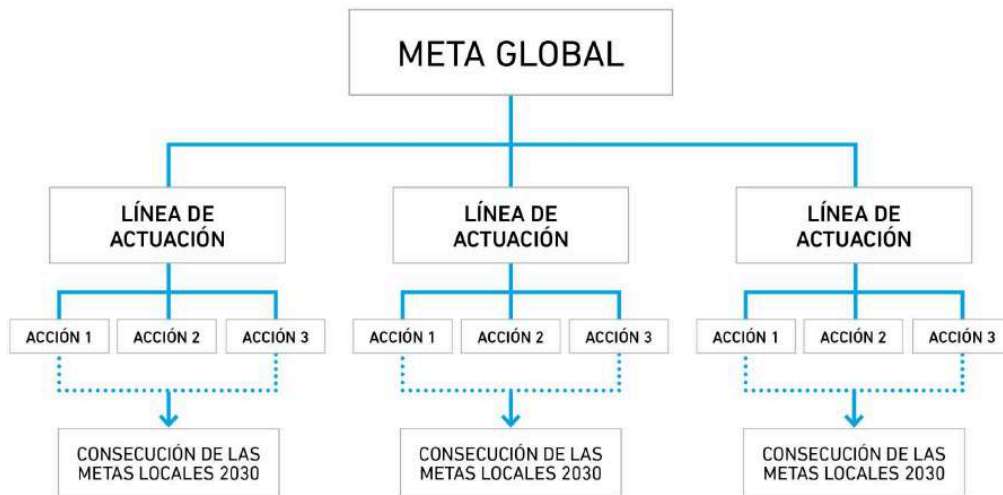 META GLOBAL
LÍNEA DE
ACTUACIÓN
LÍNEA DE
ACTUACIÓN
LÍNEA DE
ACTUACIÓN
ACCIÓN 1
ACCIÓN 2
ACCIÓN 3
ACCIÓN 1
ACCIÓN 2
ACCIÓN 3
ACCIÓN 1
ACCIÓN 2
ACCIÓN 3
CONSECUCIÓN DE LAS
METAS LOCALES 2030
CONSECUCIÓN DE LAS
METAS LOCALES 2030
CONSECUCIÓN DE LAS
METAS LOCALES 2030